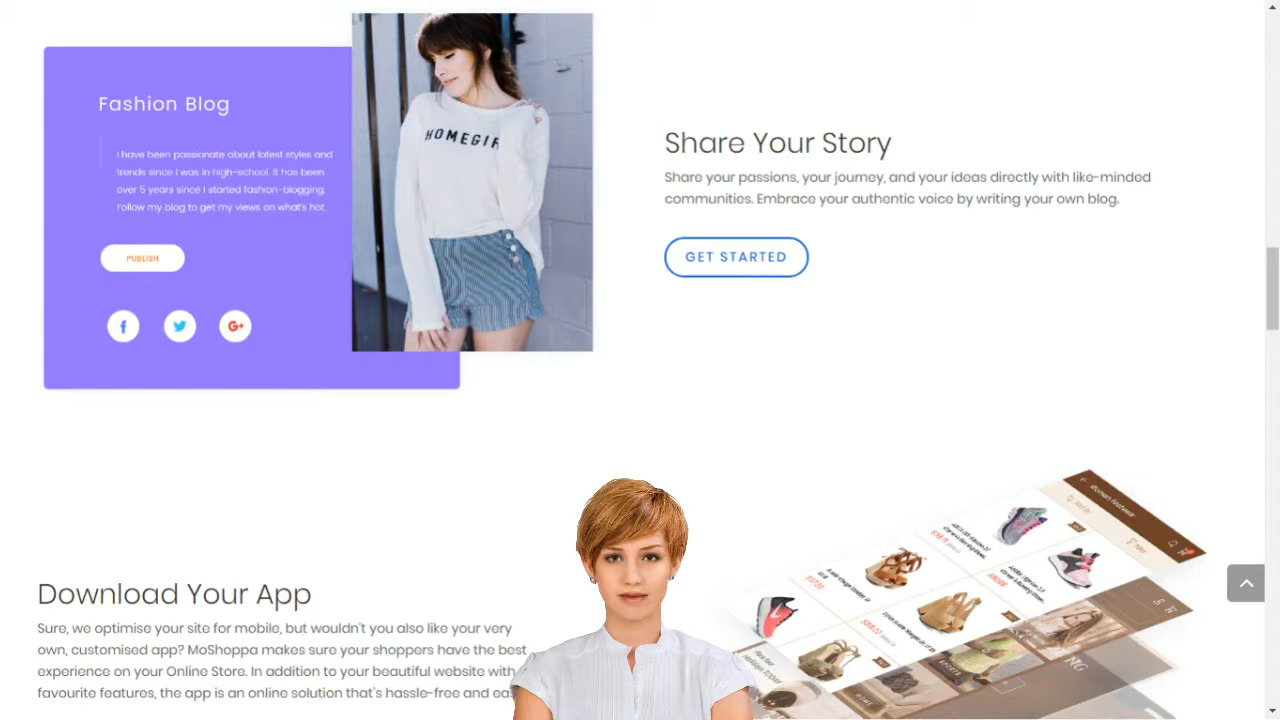 Fashion Blog
I have been passionate about latest styles and
trends since I was in high-school. It has been
over 5 years since I started fashion-blogging.
Follow my blog to get my views on what's hot.
PUBLISH
HOMEGIR
Share Your Story
Share your passions, your journey, and your ideas directly with like-minded
communities. Embrace your authentic voice by writing your own blog.
GET STARTED
Download Your App
Sure, we optimise your site for mobile, but wouldn't you also like your very
own, customised app? MoShoppa makes sure your shoppers have the best
experience on your Online Store. In addition to your beautiful website with
favourite features, the app is an online solution that's hassle-free and
Women Footwear
Sort By
Filter